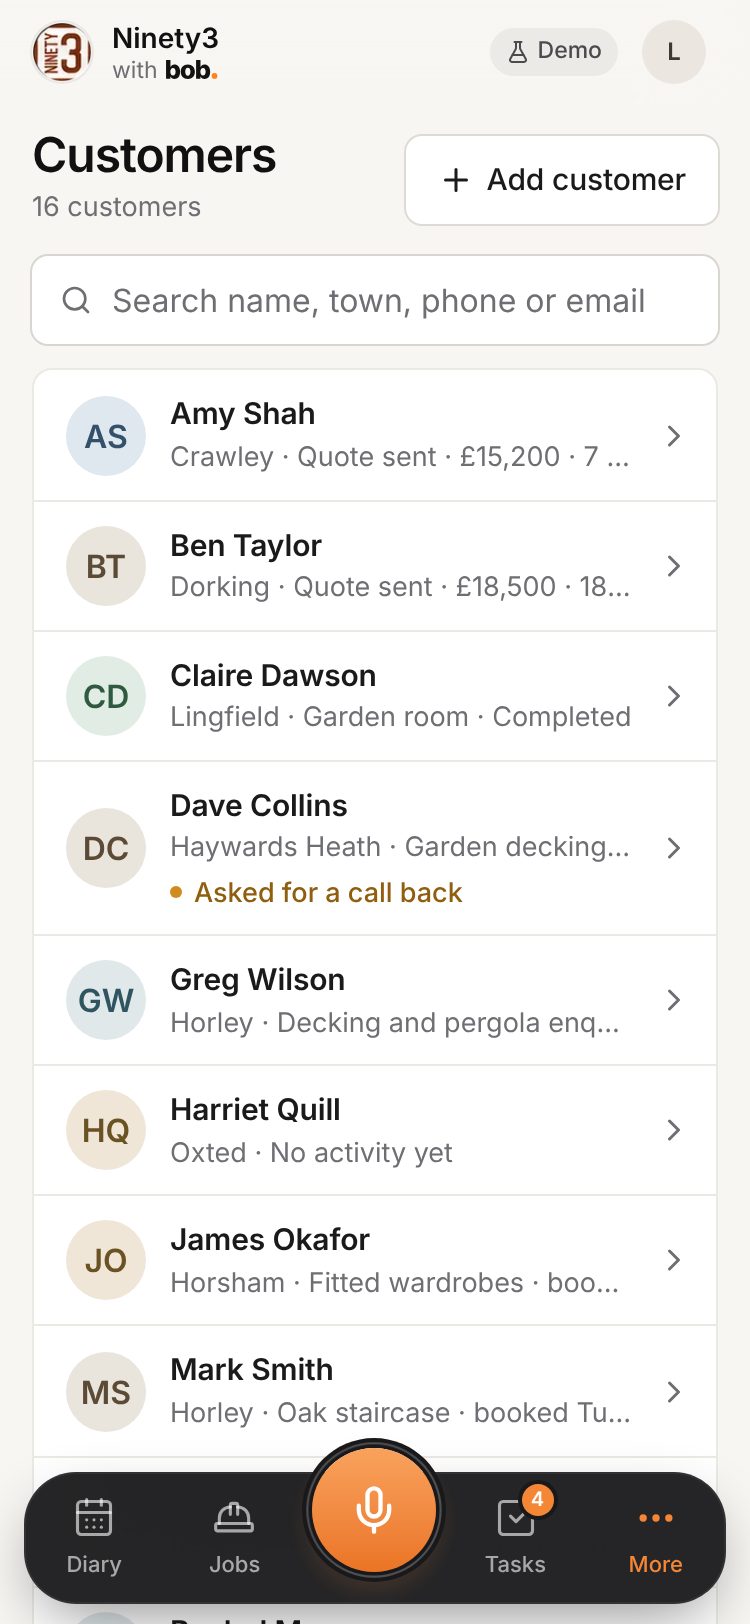 NINETY 3
Ninety3
with bob.
Demo
L
Customers
16 customers
+ Add customer
Search name, town, phone or email
AS
Amy Shah
Crawley · Quote sent · £15,200 · 7 ...
BT
Ben Taylor
Dorking · Quote sent · £18,500 · 18...
CD
Claire Dawson
Lingfield · Garden room · Completed
DC
Dave Collins
Haywards Heath · Garden decking...
Asked for a call back
GW
Greg Wilson
Horley · Decking and pergola enq...
HQ
Harriet Quill
Oxted · No activity yet
JO
James Okafor
Horsham · Fitted wardrobes · boo...
MS
Mark Smith
Horley · Oak staircase · booked Tu...
4
Diary
Jobs
Tasks
More